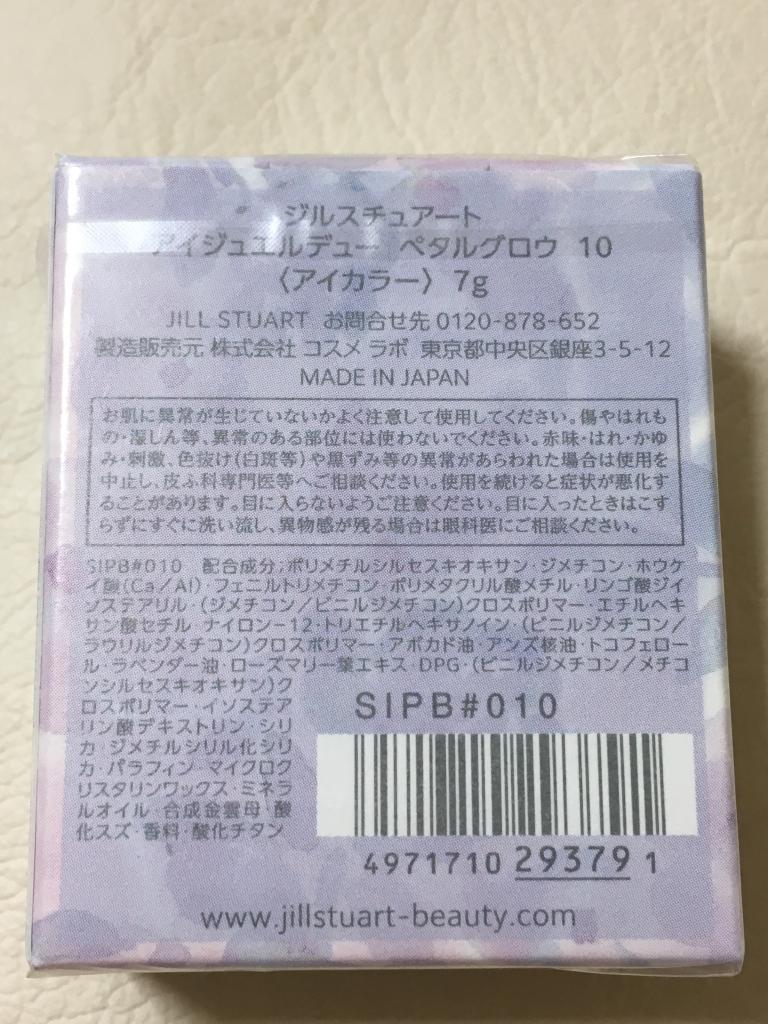 ジルスチュアート
アイジュエルデュー ペタルグロウ 10
〈アイカラー〉 7g
JILL STUART お問合せ先 0120-878-652
製造販売元 株式会社 コスメ ラボ 東京都中央区銀座3-5-12
MADE IN JAPAN
お肌に異常が生じていないかよく注意して使用してください。傷やはれも
の・湿しん等、異常のある部位には使わないでください。赤味・はれ・かゆ
み・刺激、色抜け(白斑等)や黒ずみ等の異常があらわれた場合は使用を
中止し、皮ふ科専門医等へご相談ください。使用を続けると症状が悪化す
ることがあります。目に入らないようご注意ください。目に入ったときはこす
らずにすぐに洗い流し、異物感が残る場合は眼科医にご相談ください。
SIPB#010 配合成分:ポリメチルシルセスキオキサン・ジメチコン・ホウケ
イ酸(Ca/Al)・フェニルトリメチコン・ポリメタクリル酸メチル・リンゴ酸ジイ
ソステアリル・(ジメチコン/ビニルジメチコン)クロスポリマー・エチルヘキ
サン酸セチル・ナイロン-12・トリエチルヘキサノイン・(ビニルジメチコン/
ラウリルジメチコン)クロスポリマー・アボカド油・アンズ核油・トコフェロー
ル・ラベンダー油・ローズマリー葉エキス・DPG・(ビニルジメチコン/メチコ
ンシルセスキオキサン)ク
ロスポリマー・イソステア
リン酸デキストリン・シリ
カ・ジメチルシリル化シリ
カ・パラフィン・マイクロク
リスタリンワックス・ミネラ
ルオイル・合成金雲母・酸
化スズ・香料・酸化チタン
SIPB#010
4971710 29379 1
www.jillstuart-beauty.com